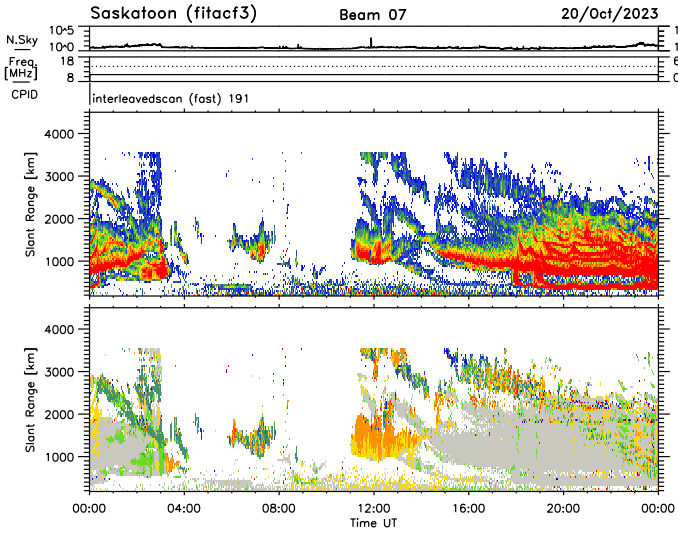 Saskatoon (fitacf3) Beam 07 20/Oct/2023
N.Sky 10^5 10^0 1 1
Freq. [MHz] 18 8 6 0
CPID interleavedscan (fast) 191
Slant Range [km] 4000 3000 2000 1000
Slant Range [km] 4000 3000 2000 1000
00:00 04:00 08:00 12:00 16:00 20:00 00:00
Time UT